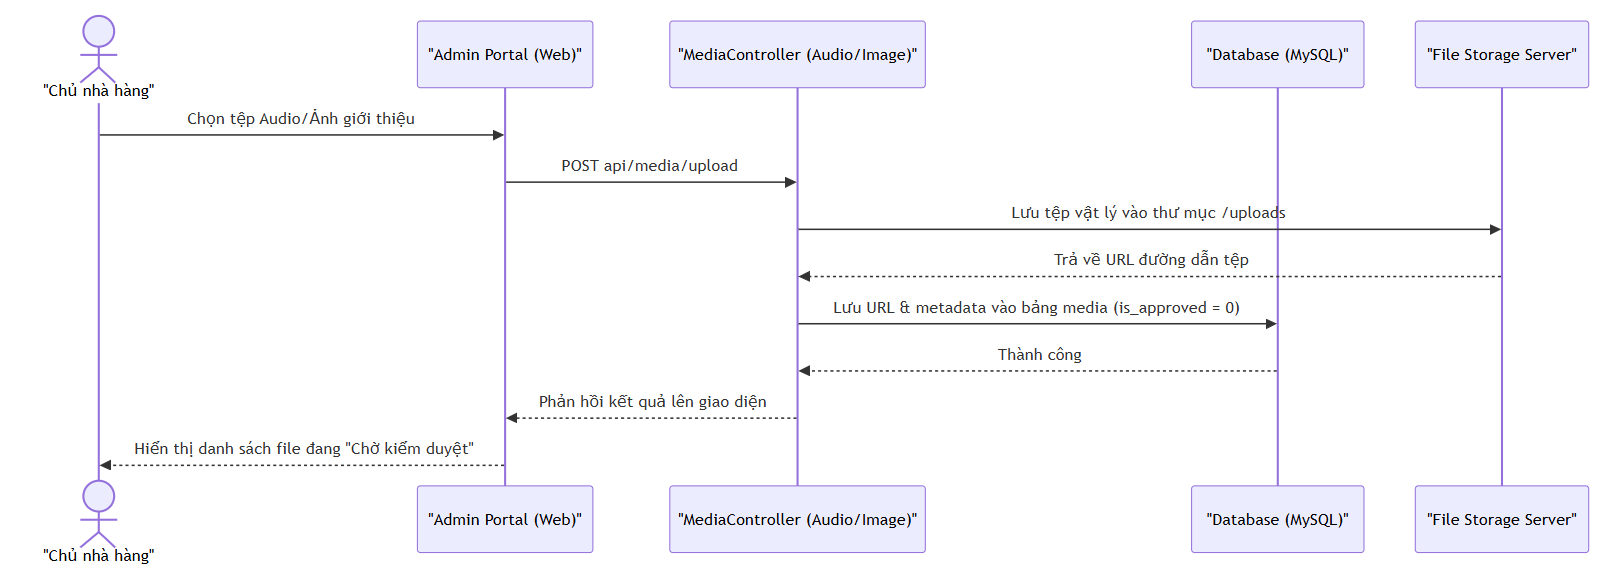 "Admin Portal (Web)"
"MediaController (Audio/Image)"
"Database (MySQL)"
"File Storage Server"
"Chủ nhà hàng"
Chọn tệp Audio/Ảnh giới thiệu
POST api/media/upload
Lưu tệp vật lý vào thư mục /uploads
Trả về URL đường dẫn tệp
Lưu URL & metadata vào bảng media (is_approved = 0)
Thành công
Phản hồi kết quả lên giao diện
Hiển thị danh sách file đang "Chờ kiểm duyệt"
"Admin Portal (Web)"
"MediaController (Audio/Image)"
"Database (MySQL)"
"File Storage Server"
"Chủ nhà hàng"